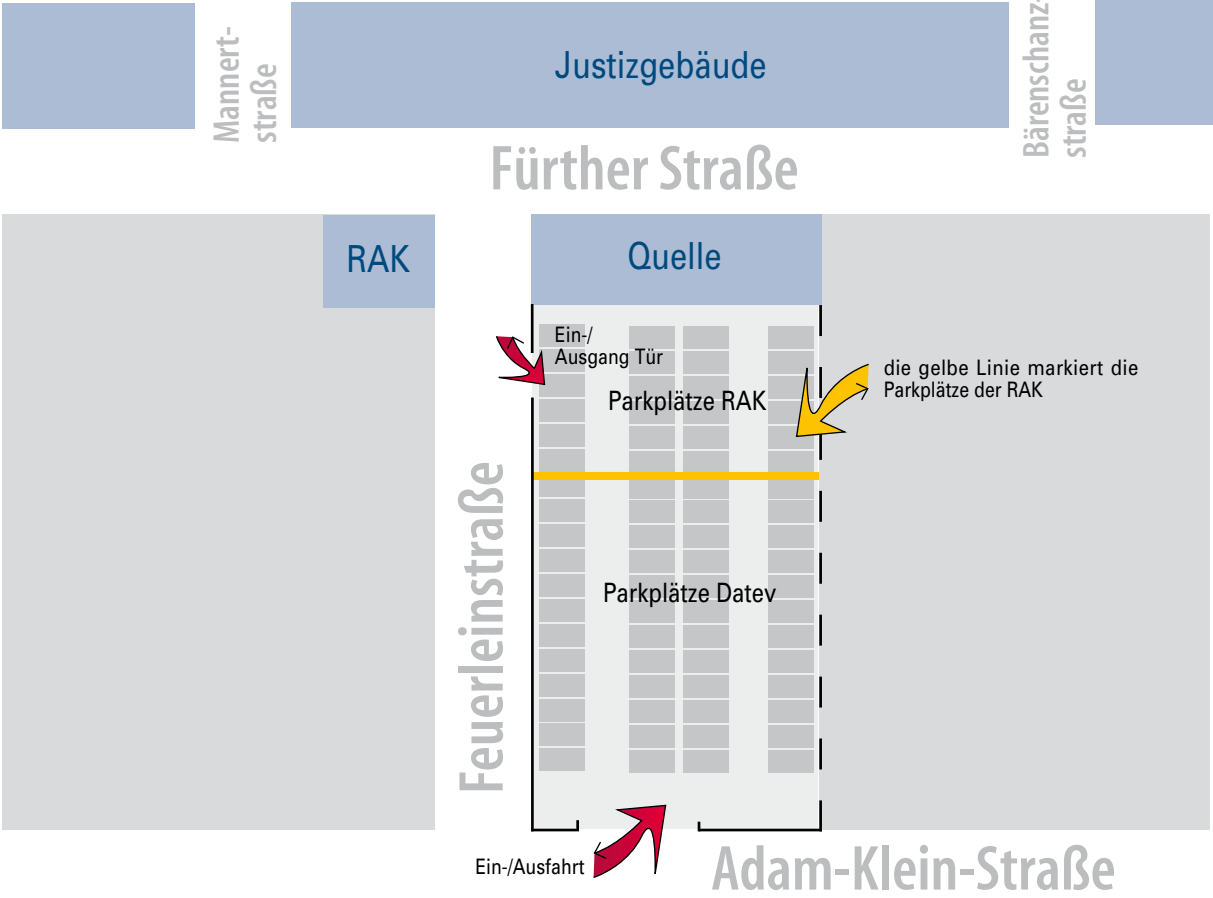 Mannert-
straße
Justizgebäude
Bärenschanz-
straße
Fürther Straße
RAK
Quelle
Ein-/
Ausgang Tür
die gelbe Linie markiert die
Parkplätze der RAK
Parkplätze RAK
Feuerleinstraße
Parkplätze Datev
Ein-/Ausfahrt
Adam-Klein-Straße